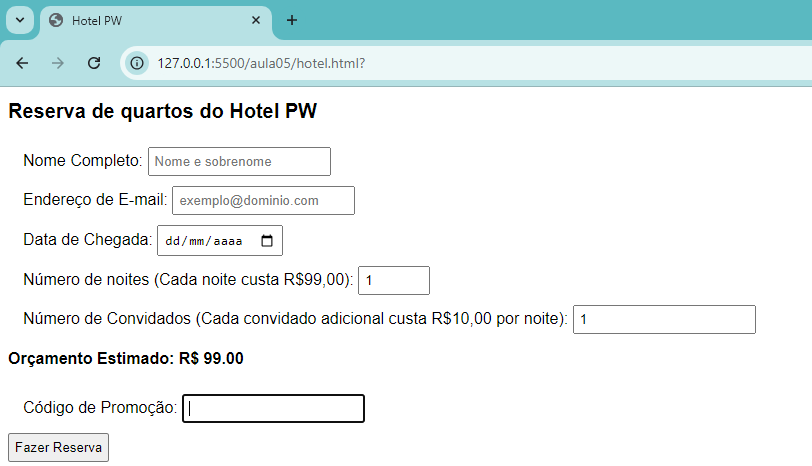 Hotel PW
127.0.0.1:5500/aula05/hotel.html?
Reserva de quartos do Hotel PW
Nome Completo: Nome e sobrenome
Endereço de E-mail: exemplo@dominio.com
Data de Chegada: dd/mm/aaaa
Número de noites (Cada noite custa R$99,00): 1
Número de Convidados (Cada convidado adicional custa R$10,00 por noite): 1
Orçamento Estimado: R$ 99.00
Código de Promoção:
Fazer Reserva